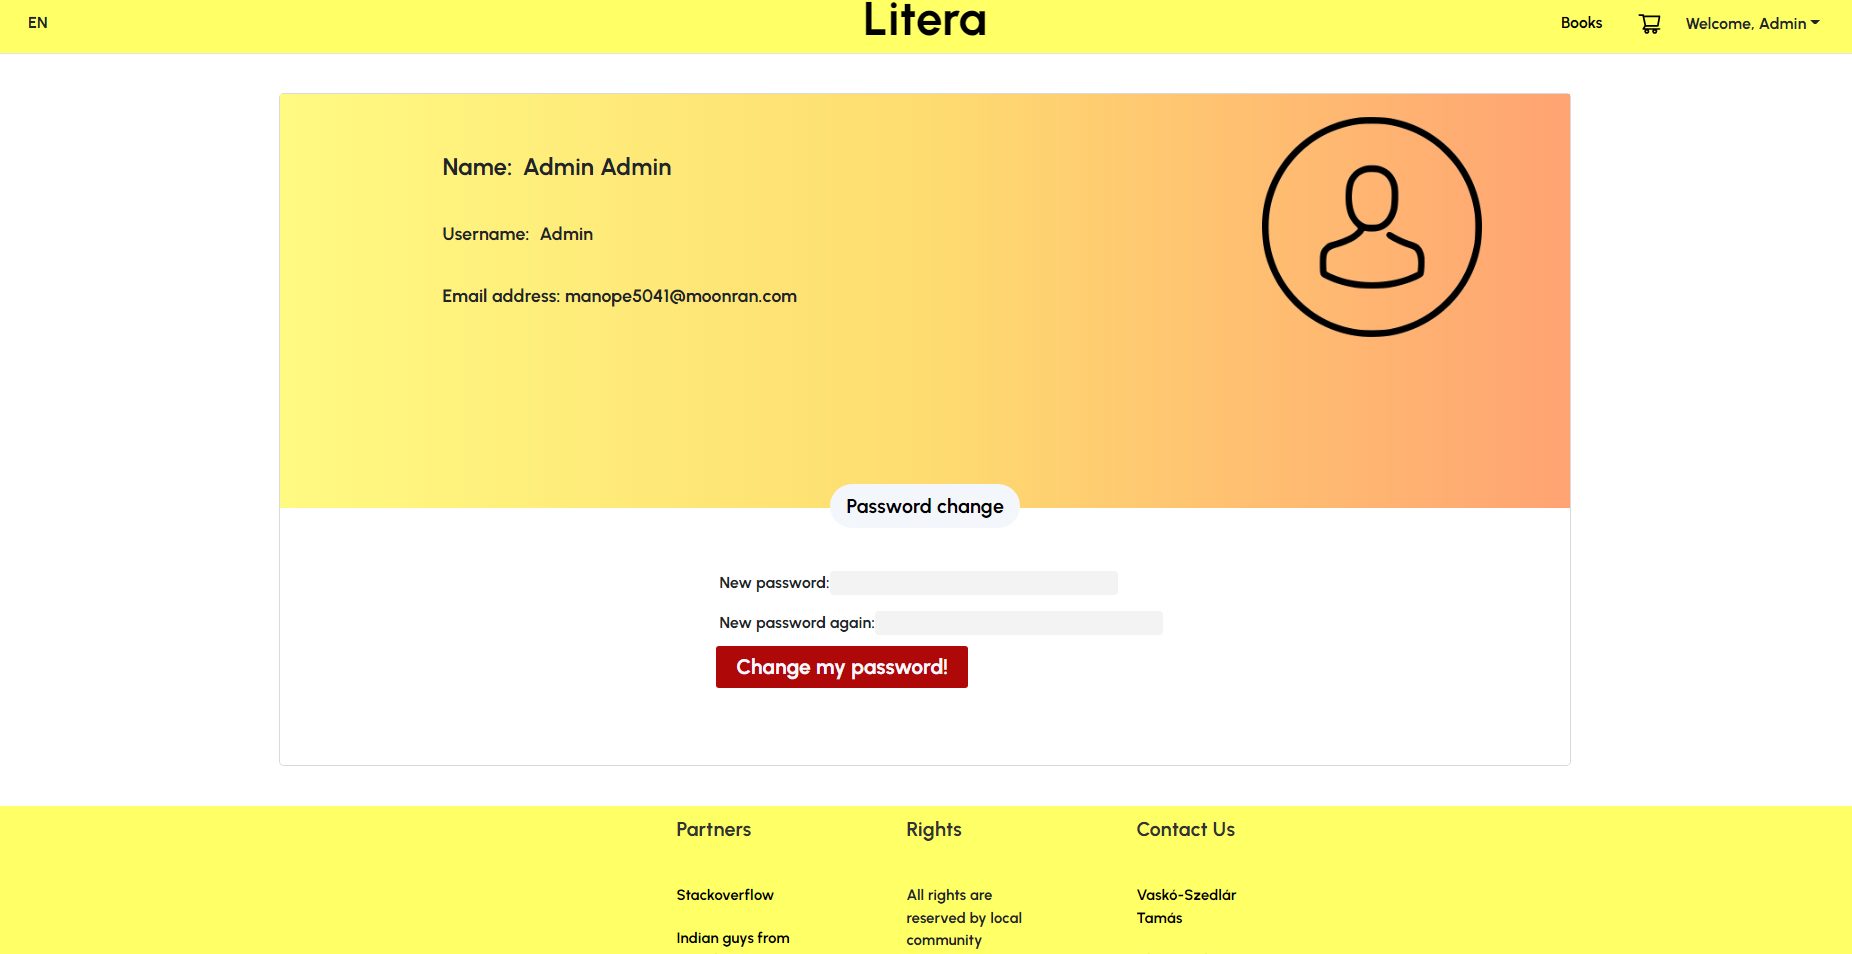 EN
Litera
Books
Welcome, Admin
Name: Admin Admin
Username: Admin
Email address: manope5041@moonran.com
Password change
New password:
New password again:
Change my password!
Partners
Rights
Contact Us
Stackoverflow
All rights are
Vaskó-Szedlár
reserved by local
Tamás
Indian guys from
community